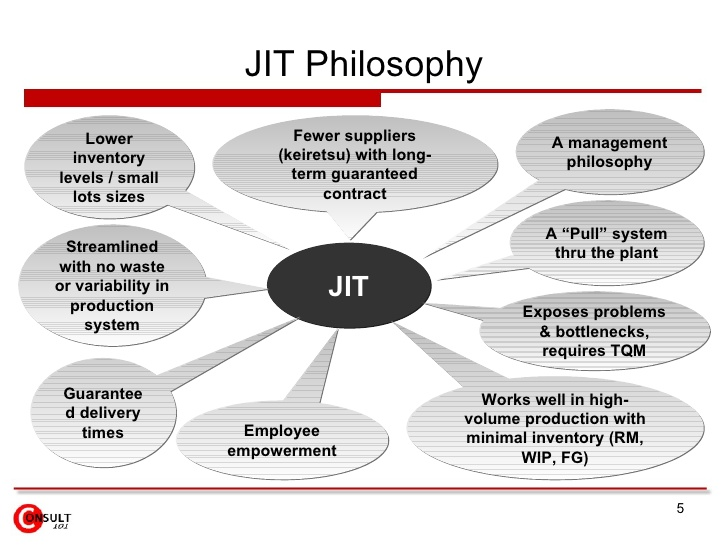 JIT Philosophy
Lower
inventory
levels / small
lots sizes
Fewer suppliers
(keiretsu) with long-
term guaranteed
contract
A management
philosophy
A “Pull” system
thru the plant
Streamlined
with no waste
or variability in
production
system
JIT
Exposes problems
& bottlenecks,
requires TQM
Guarantee
d delivery
times
Employee
empowerment
Works well in high-
volume production with
minimal inventory (RM,
WIP, FG)
5
CONSULT
101